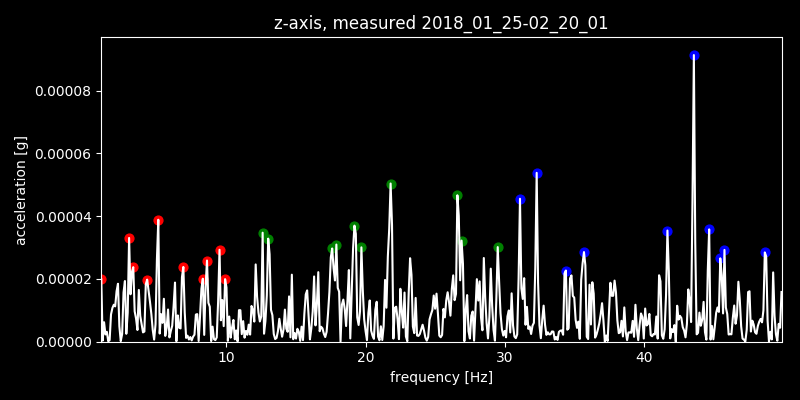 z-axis, measured 2018_01_25-02_20_01
0.00008
0.00006
0.00004
0.00002
0.00000
acceleration [g]
10 20 30 40
frequency [Hz]